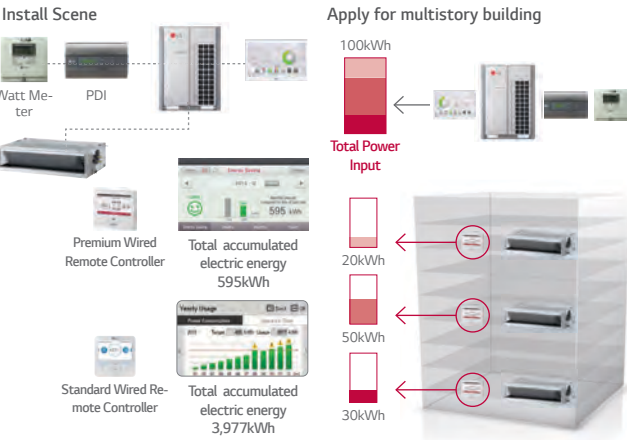 Install Scene
Watt Me-
ter
PDI
Premium Wired
Remote Controller
Energy Saving
595 kWh
Total accumulated
electric energy
595kWh
Standard Wired Re-
mote Controller
Yearly Usage
Total accumulated
electric energy
3,977kWh
Apply for multistory building
100kWh
Total Power
Input
20kWh
50kWh
30kWh